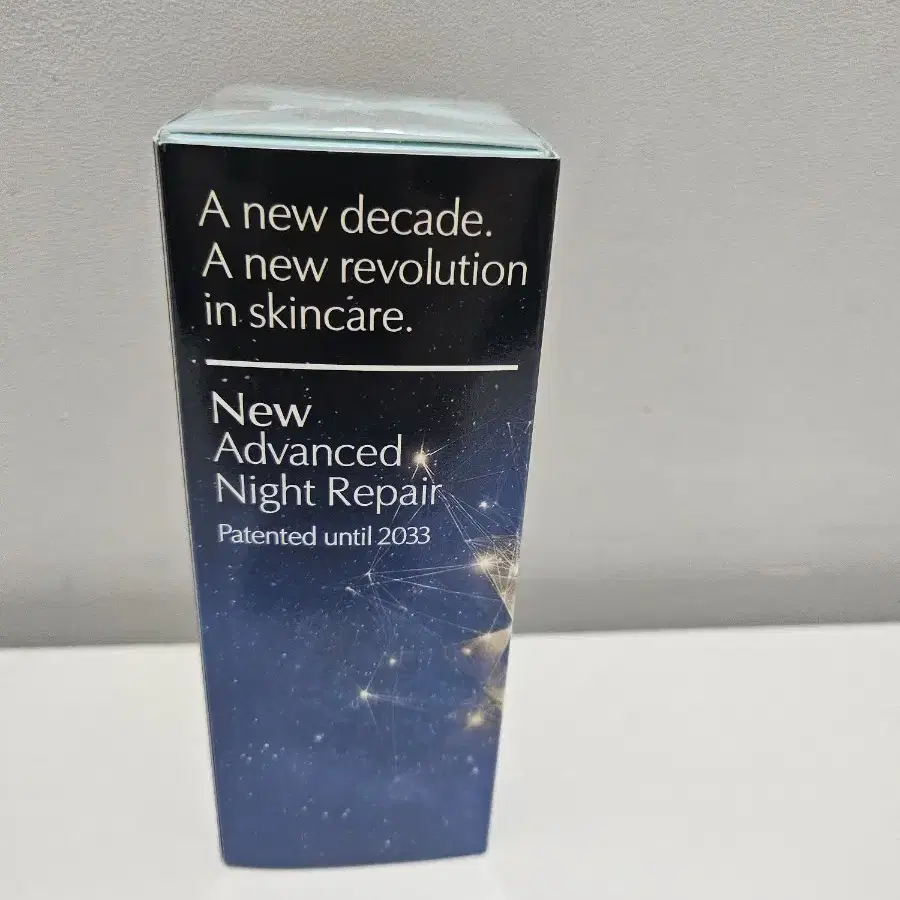 A new decade.
A new revolution
in skincare.
New
Advanced
Night Repair
Patented until 2033